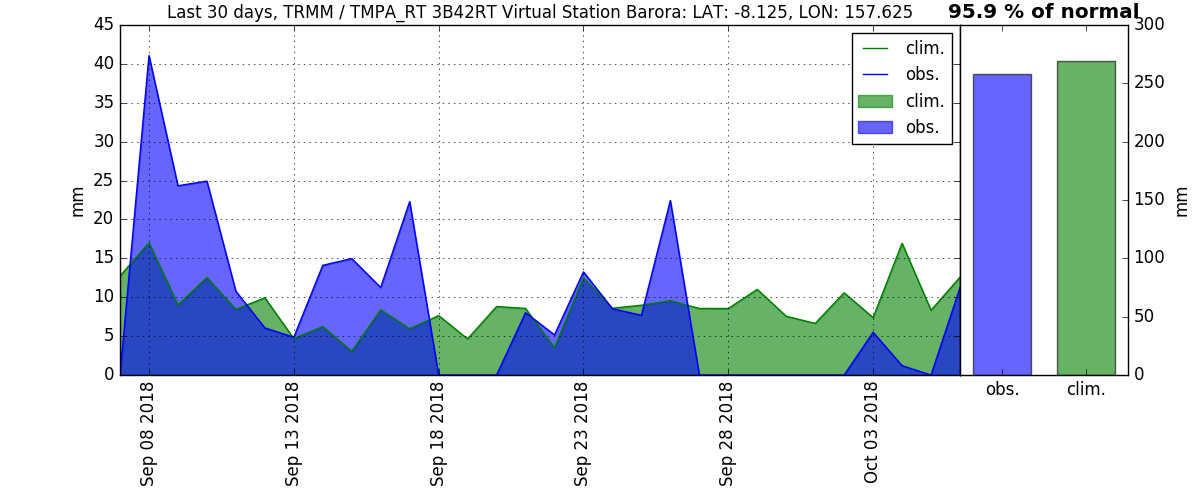 Last 30 days, TRMM / TMPA_RT 3B42RT Virtual Station Barora: LAT: -8.125, LON: 157.625
95.9 % of normal
45
40
35
30
25
20
15
10
5
0
mm
clim.
obs.
clim.
obs.
300
250
200
150
100
50
0
mm
obs.
clim.
Sep 08 2018
Sep 13 2018
Sep 18 2018
Sep 23 2018
Sep 28 2018
Oct 03 2018